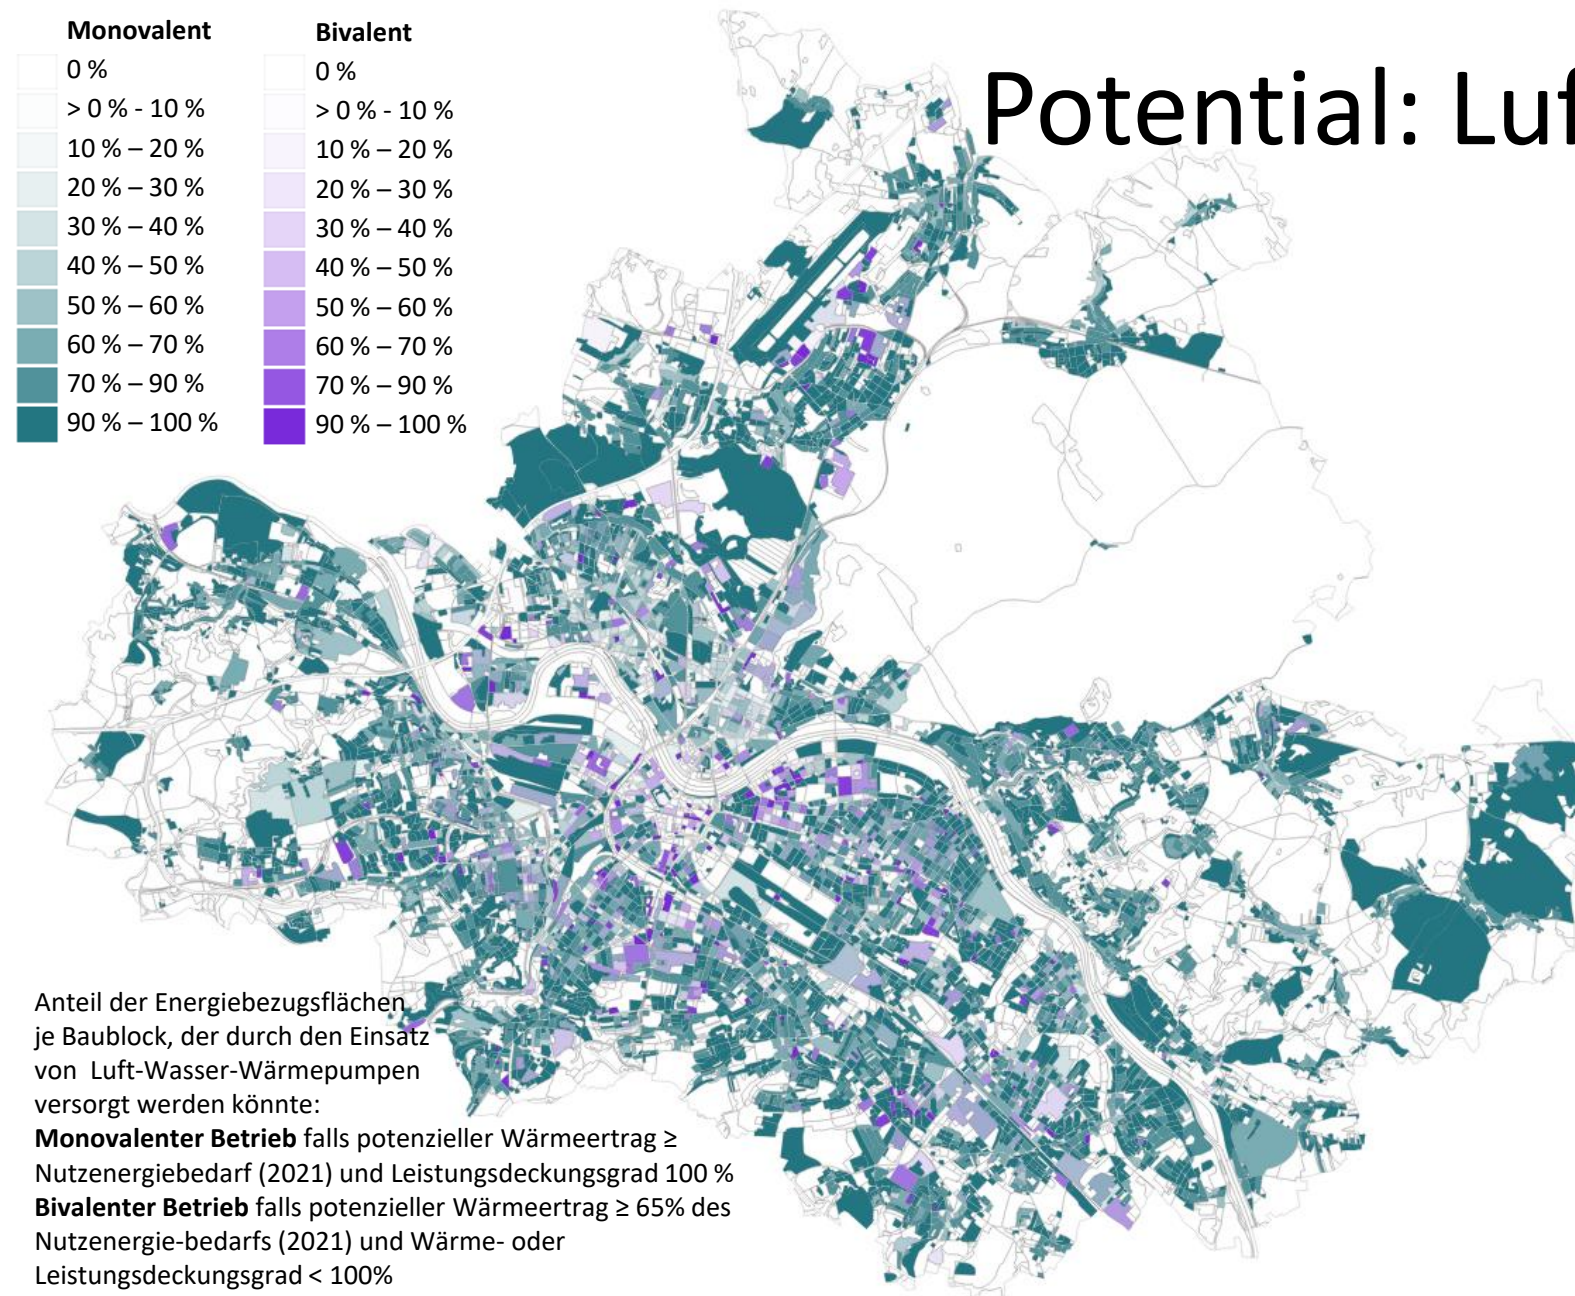 Potential: Luf
Monovalent
0 %
> 0 % - 10 %
10 % – 20 %
20 % – 30 %
30 % – 40 %
40 % – 50 %
50 % – 60 %
60 % – 70 %
70 % – 90 %
90 % – 100 %
Bivalent
0 %
> 0 % - 10 %
10 % – 20 %
20 % – 30 %
30 % – 40 %
40 % – 50 %
50 % – 60 %
60 % – 70 %
70 % – 90 %
90 % – 100 %
Anteil der Energiebezugsflächen
je Baublock, der durch den Einsatz
von Luft-Wasser-Wärmepumpen
versorgt werden könnte:
Monovalenter Betrieb falls potenzieller Wärmeertrag ≥
Nutzenergiebedarf (2021) und Leistungsdeckungsgrad 100 %
Bivalenter Betrieb falls potenzieller Wärmeertrag ≥ 65% des
Nutzenergie-bedarfs (2021) und Wärme- oder
Leistungsdeckungsgrad < 100%